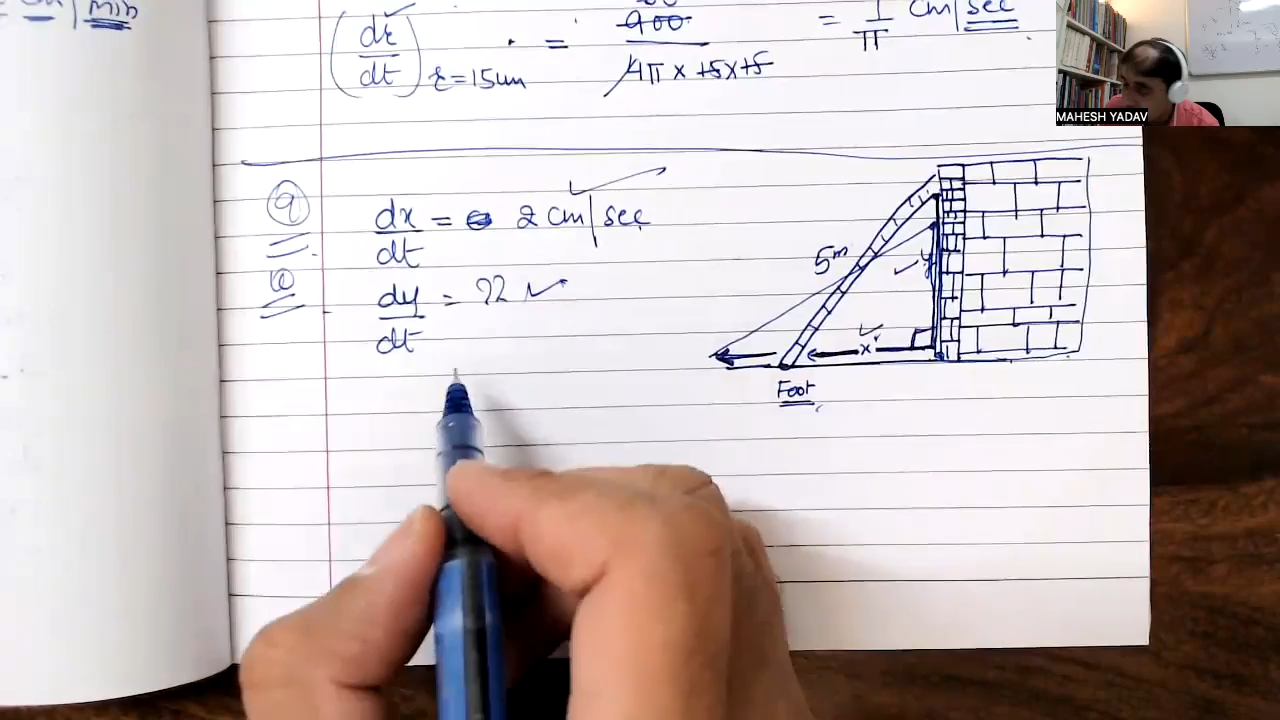 cm | min
(dr/dt) r=15cm = 900 / 4π x 15x15 = 1/π cm|sec
MAHESH YADAV
9
dx/dt = 2 cm|sec
dy/dt = ?? ✓
5m
y
x
Foot